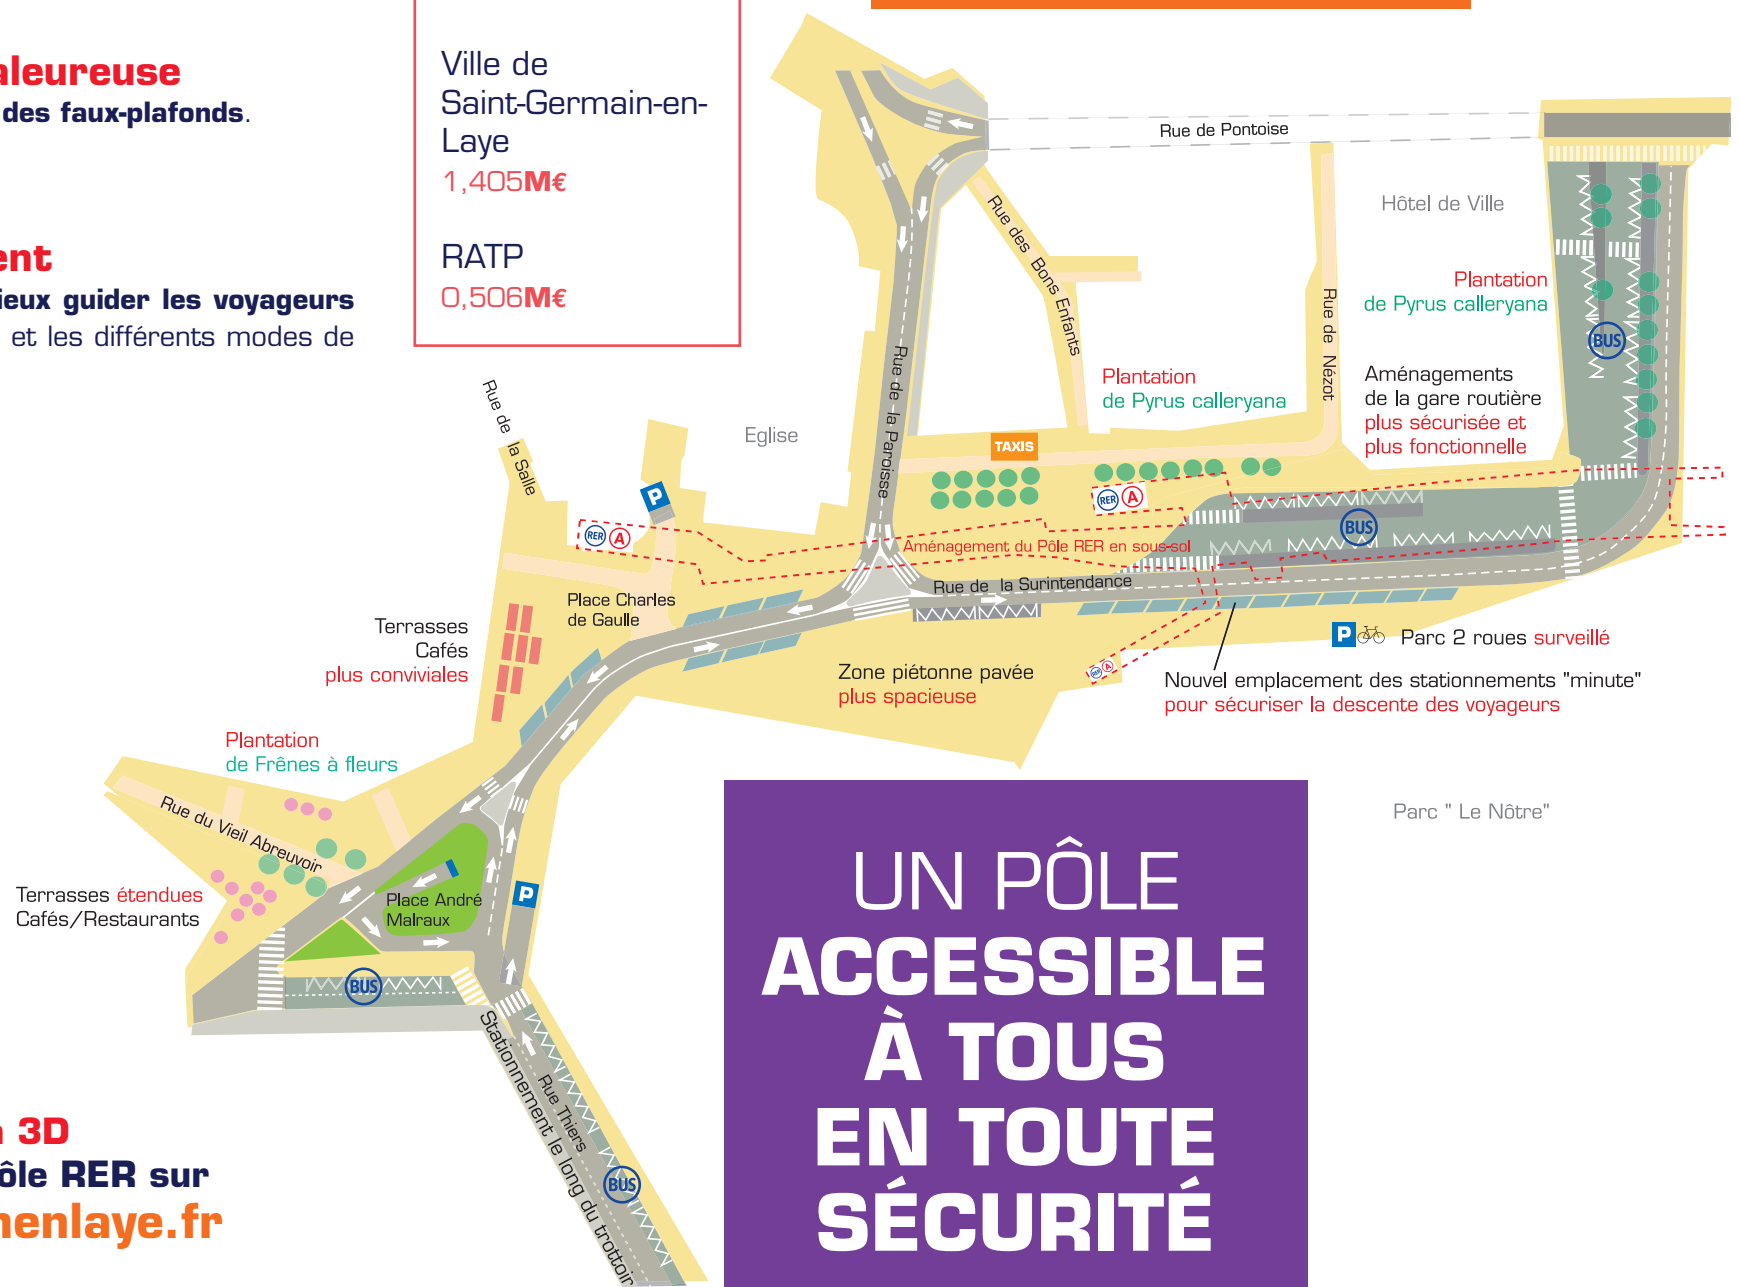 aleureuse
des faux-plafonds.
ent
ieux guider les voyageurs
et les différents modes de
Ville de
Saint-Germain-en-
Laye
1,405M€
RATP
0,506M€
Rue de Pontoise
Hôtel de Ville
Rue des Bons Enfants
Rue de Nézot
Plantation
de Pyrus calleryana
BUS
Aménagements
de la gare routière
plus sécurisée et
plus fonctionnelle
Plantation
de Pyrus calleryana
Rue de la Paroisse
Rue de la Salle
Eglise
TAXIS
P
RER A
RER A
BUS
Aménagement du Pôle RER en sous-sol
Rue de la Surintendance
Place Charles
de Gaulle
Terrasses
Cafés
plus conviviales
P
Parc 2 roues surveillé
Zone piétonne pavée
plus spacieuse
RER A
Nouvel emplacement des stationnements "minute"
pour sécuriser la descente des voyageurs
Plantation
de Frênes à fleurs
Rue du Vieil Abreuvoir
Parc " Le Nôtre"
Terrasses étendues
Cafés/Restaurants
Place André
Malraux
P
BUS
Stationnement le long du trottoir
Rue Thiers
BUS
UN PÔLE
ACCESSIBLE
À TOUS
EN TOUTE
SÉCURITÉ
n 3D
ôle RER sur
nenlaye.fr